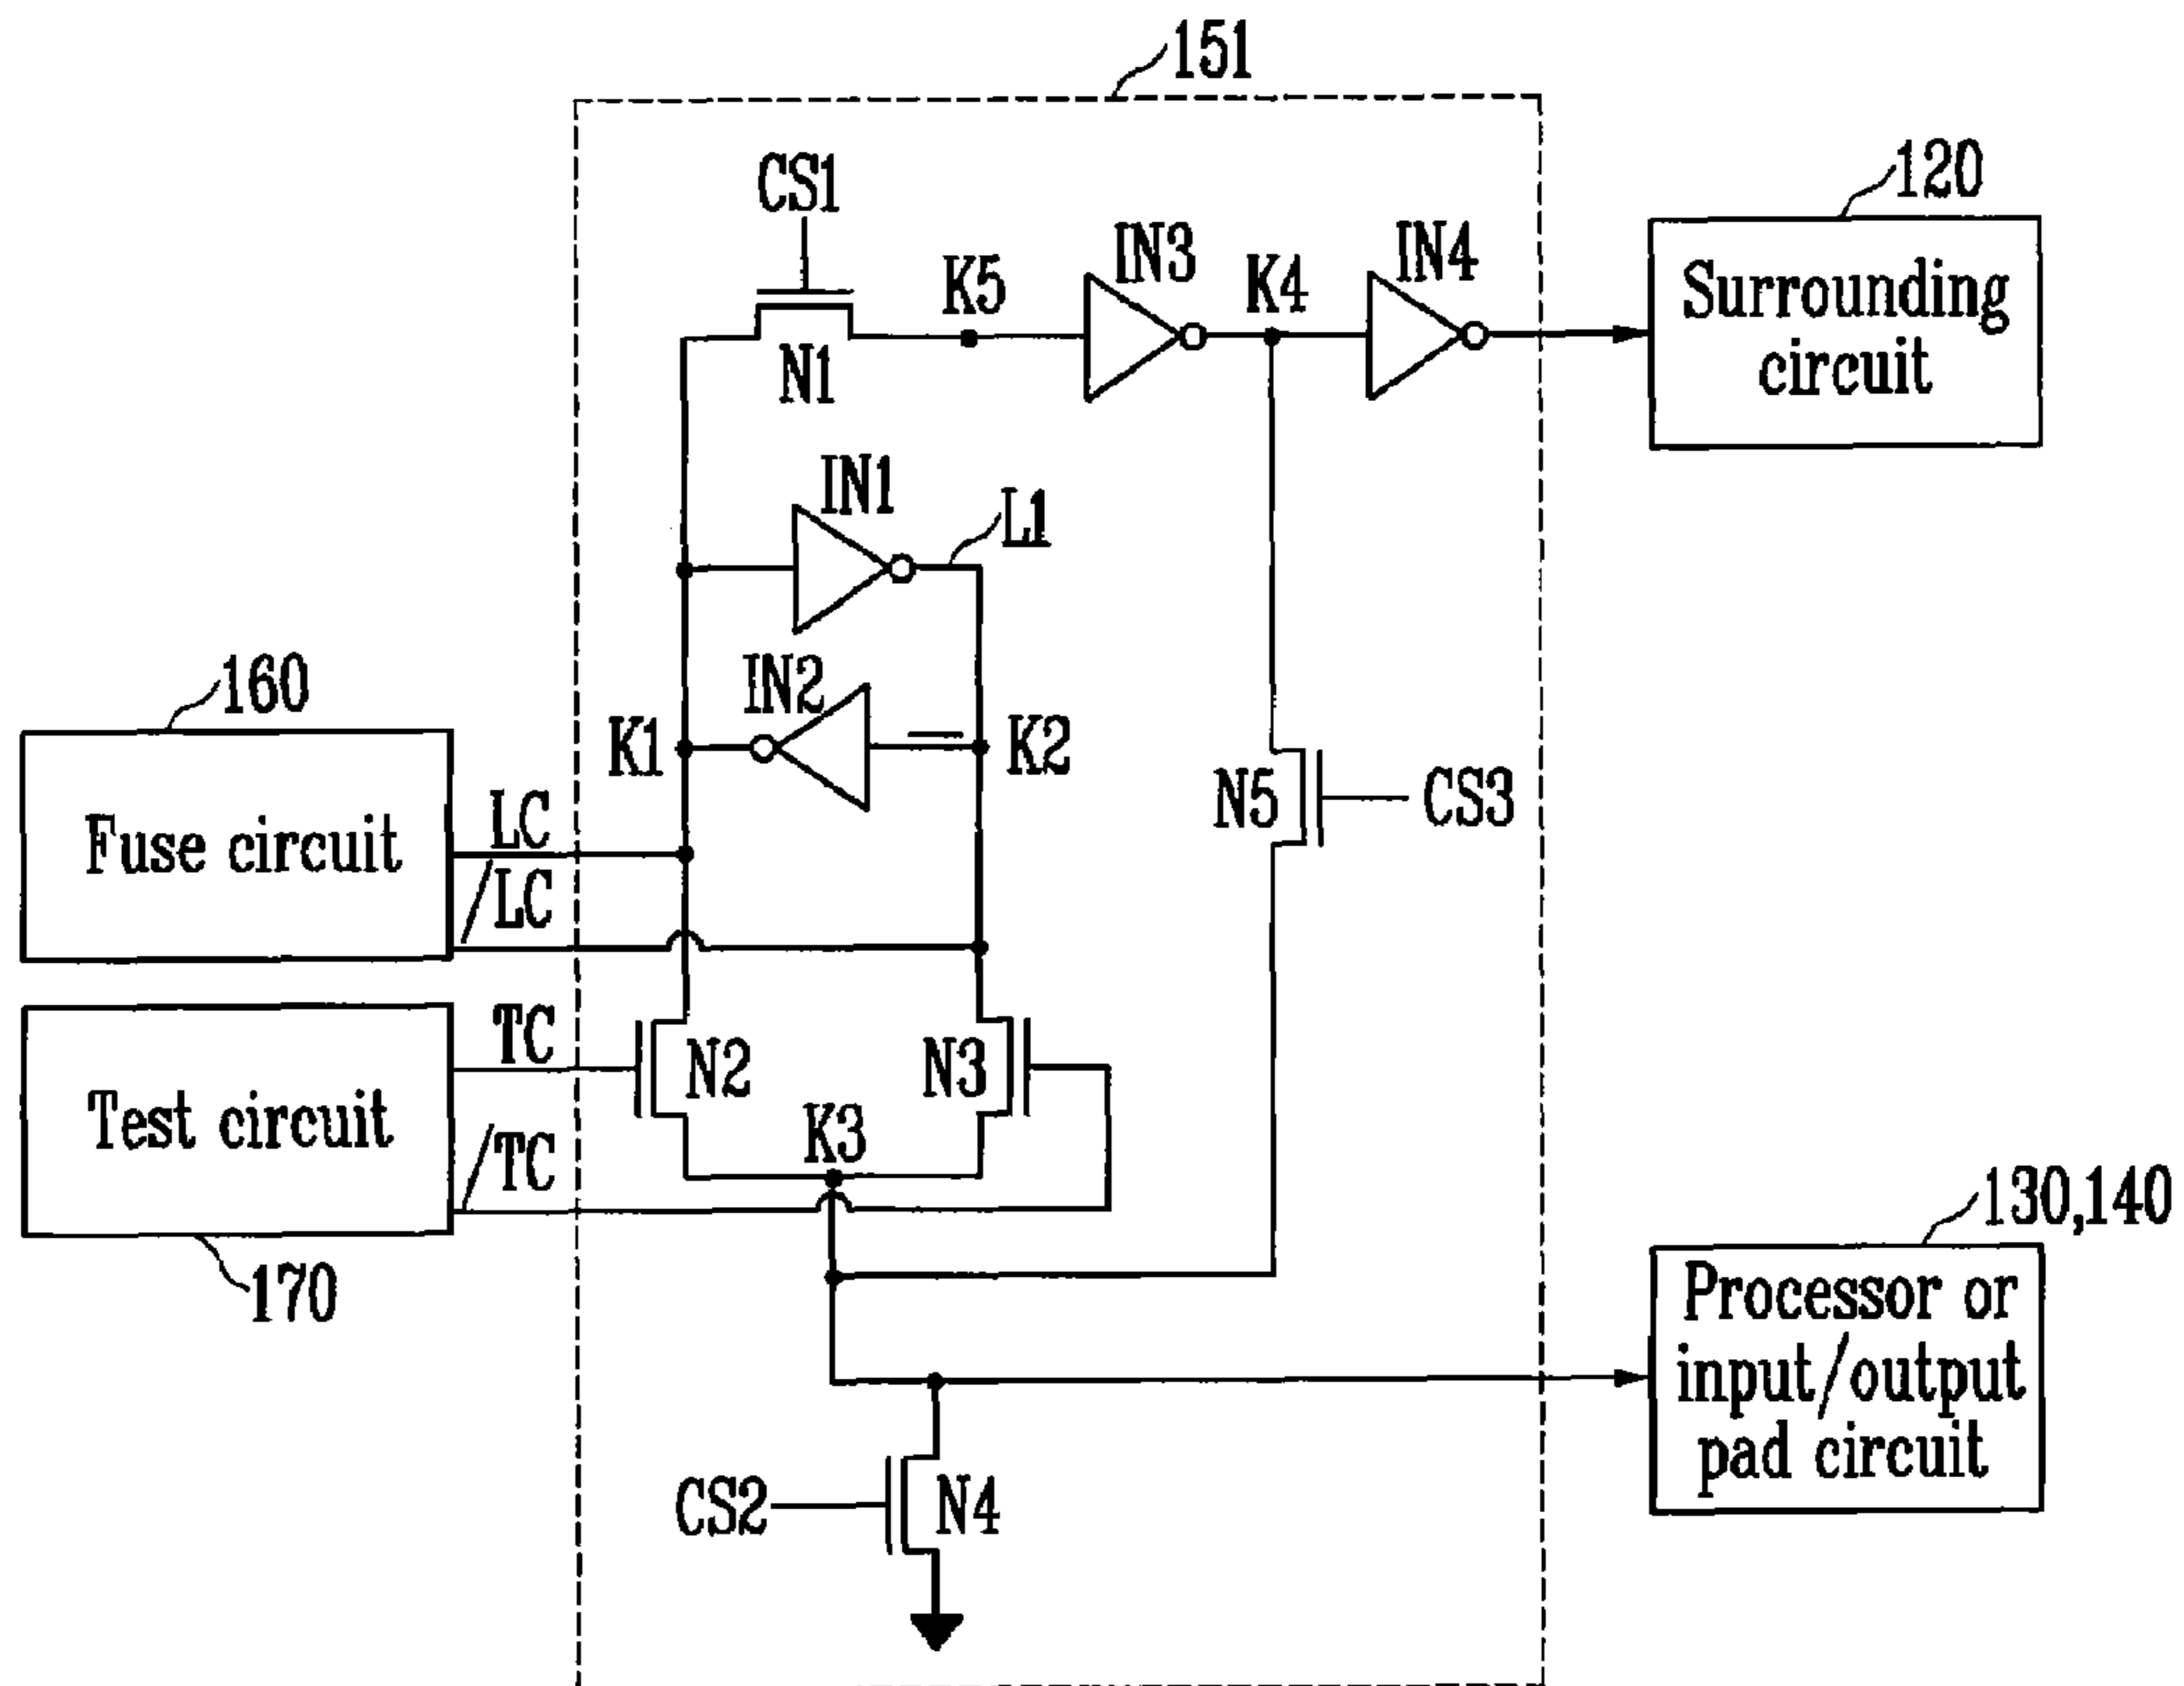 151
CS1
120
K5
IN3
K4
IN4
Surrounding
circuit
N1
IN1
L1
160
IN2
K1
K2
N5
CS3
Fuse circuit
LC
/LC
TC
N2
N3
Test circuit
K3
/TC
170
130,140
Processor or
input/output
pad circuit
CS2
N4